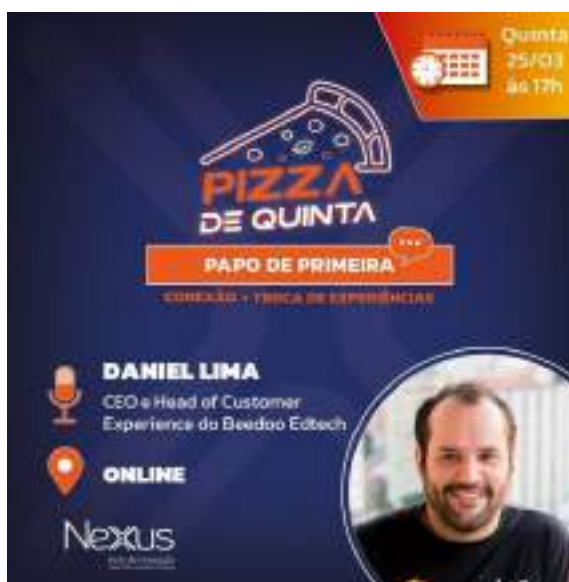 Quinta
25/03
às 17h
PIZZA
DE QUINTA
PAPO DE PRIMEIRA
CONEXÃO + TROCA DE EXPERIÊNCIAS
DANIEL LIMA
CEO e Head of Customer
Experience do Beedoo Edtech
ONLINE
Nexus